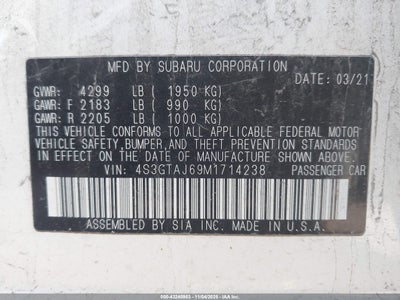 MFD BY SUBARU CORPORATION
DATE: 03/21
GVWR: 4299 LB ( 1950 KG)
GAWR: F 2183 LB ( 990 KG)
GAWR: R 2205 LB ( 1000 KG)
THIS VEHICLE CONFORMS TO ALL APPLICABLE FEDERAL MOTOR
VEHICLE SAFETY,BUMPER,AND THEFT PREVENTION STANDARDS
IN EFFECT ON THE DATE OF MANUFACTURE SHOWN ABOVE.
VIN: 4S3GTAJ69M1714238 PASSENGER CAR
ASSEMBLED BY SIA INC. MADE IN U.S.A.